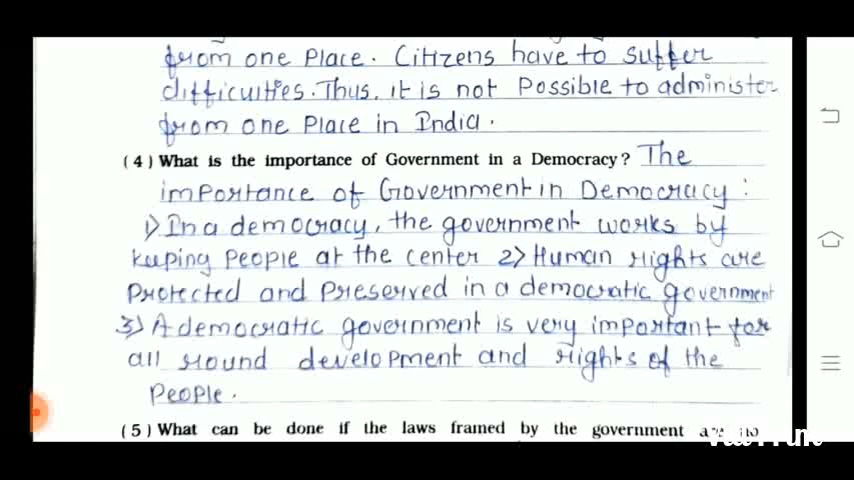 from one Place. Citizens have to suffer
difficulties. Thus, it is not Possible to administer
from one Place in India.
(4) What is the importance of Government in a Democracy? The
importance of Government in Democracy :
1) In a democracy, the government works by
keeping People at the center 2) Human rights are
Protected and Preserved in a democratic government
3) A democratic government is very important for
all round development and rights of the
People.
(5) What can be done if the laws framed by the government are no